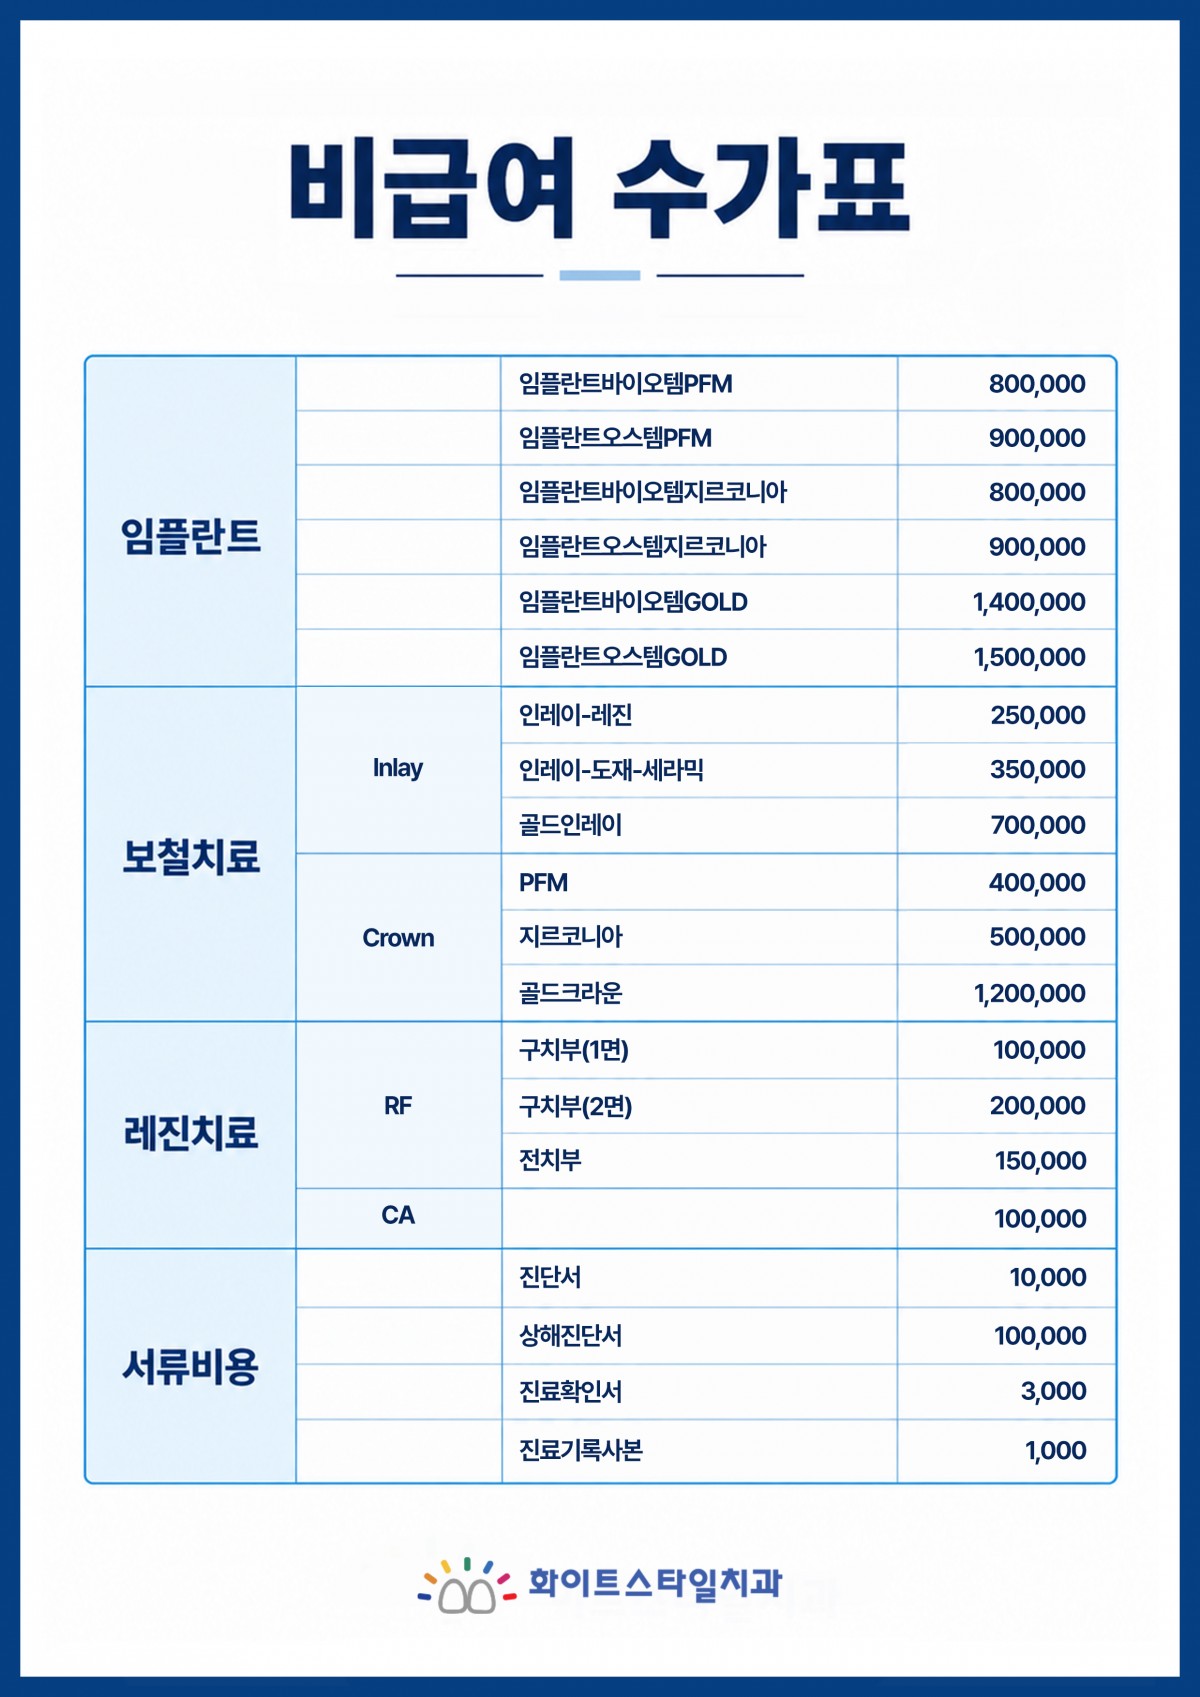 비급여 수가표
임플란트
임플란트바이오템PFM 800,000
임플란트오스템PFM 900,000
임플란트바이오템지르코니아 800,000
임플란트오스템지르코니아 900,000
임플란트바이오템GOLD 1,400,000
임플란트오스템GOLD 1,500,000
보철치료
Inlay
인레이-레진 250,000
인레이-도재-세라믹 350,000
골드인레이 700,000
Crown
PFM 400,000
지르코니아 500,000
골드크라운 1,200,000
레진치료
RF
구치부(1면) 100,000
구치부(2면) 200,000
전치부 150,000
CA 100,000
서류비용
진단서 10,000
상해진단서 100,000
진료확인서 3,000
진료기록사본 1,000
화이트스타일치과